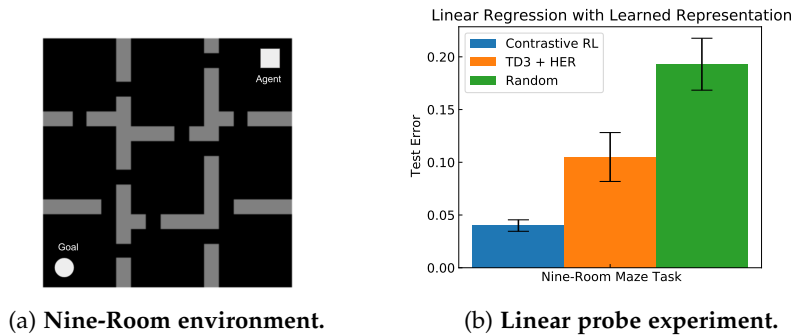 Agent
Goal
(a) Nine-Room environment.
Linear Regression with Learned Representation
Contrastive RL
TD3 + HER
Random
Test Error
0.20
0.15
0.10
0.05
0.00
Nine-Room Maze Task
(b) Linear probe experiment.